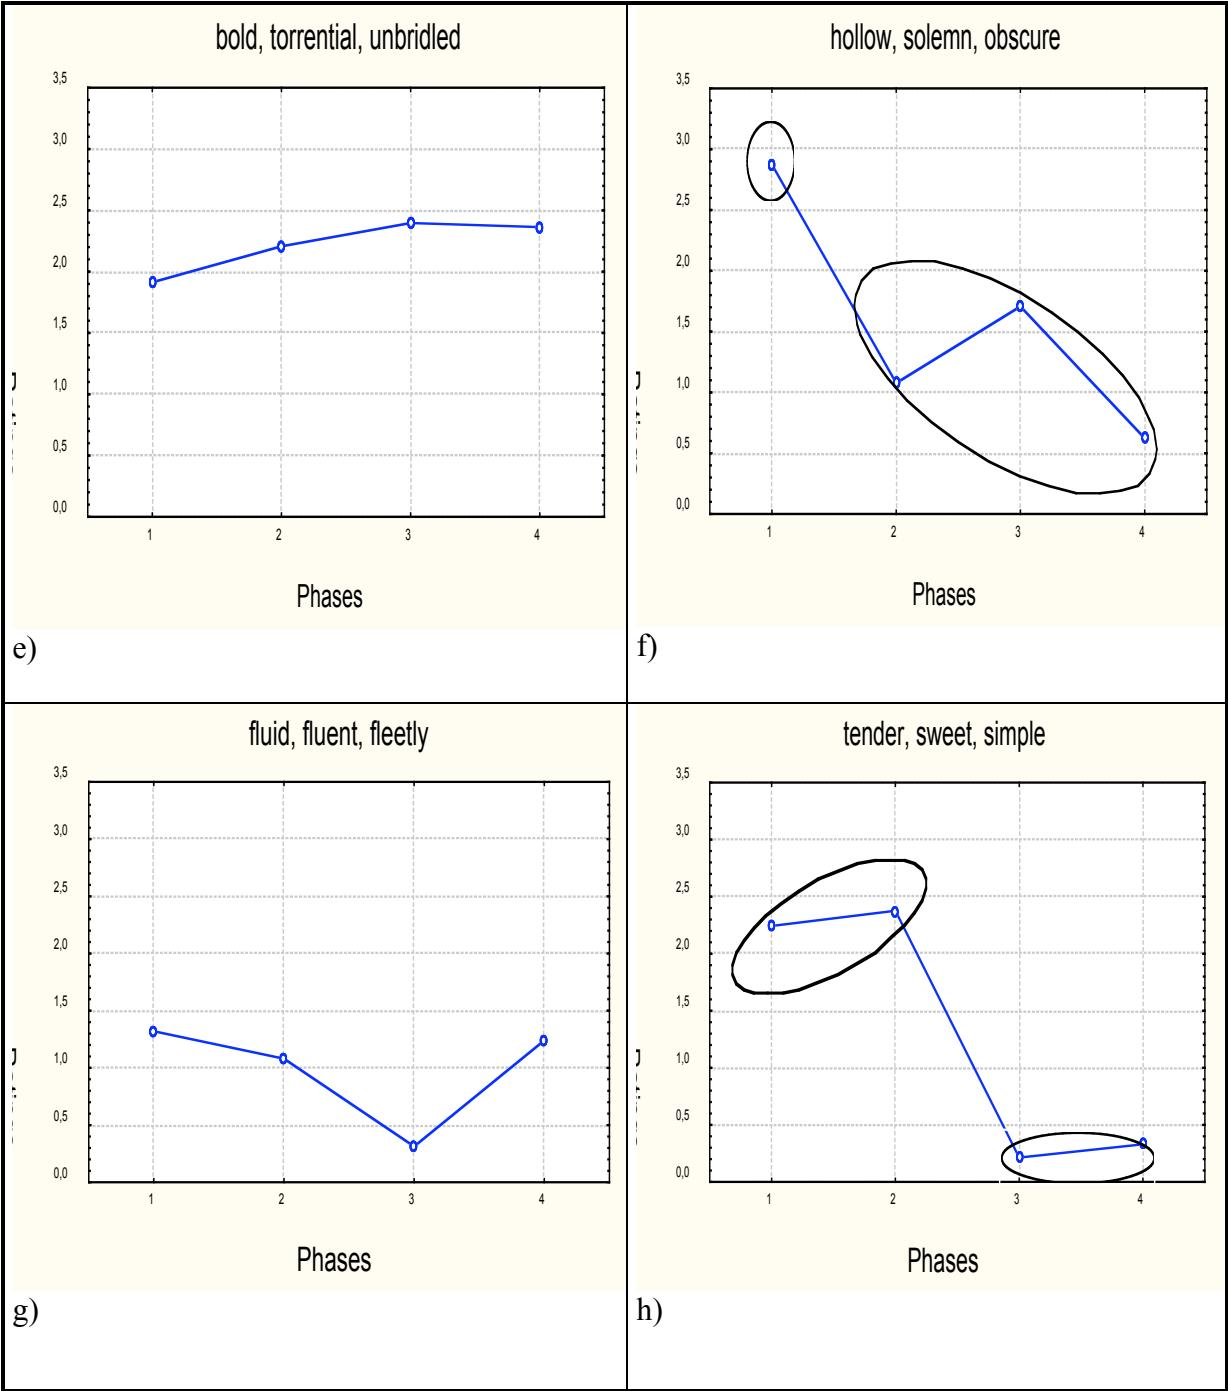 bold, torrential, unbridled
3,5
3,0
2,5
2,0
1,5
1,0
0,5
0,0
1 2 3 4
Phases
e)
hollow, solemn, obscure
3,5
3,0
2,5
2,0
1,5
1,0
0,5
0,0
1 2 3 4
Phases
f)
fluid, fluent, fleetly
3,5
3,0
2,5
2,0
1,5
1,0
0,5
0,0
1 2 3 4
Phases
g)
tender, sweet, simple
3,5
3,0
2,5
2,0
1,5
1,0
0,5
0,0
1 2 3 4
Phases
h)